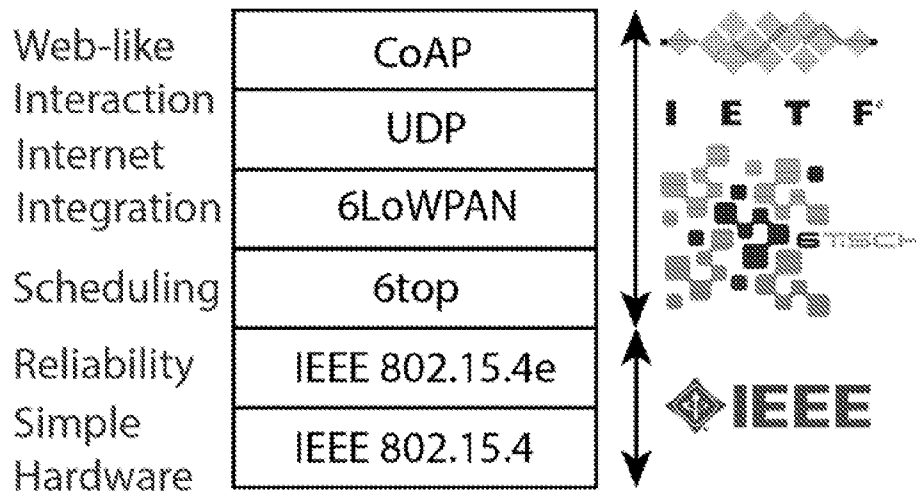 Web-like
Interaction
Internet
Integration
Scheduling
Reliability
Simple
Hardware
CoAP
UDP
6LoWPAN
6top
IEEE 802.15.4e
IEEE 802.15.4
I E T F®
6TiSCH
IEEE